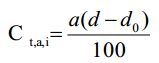 C t,a,i = a(d − d₀) / 100